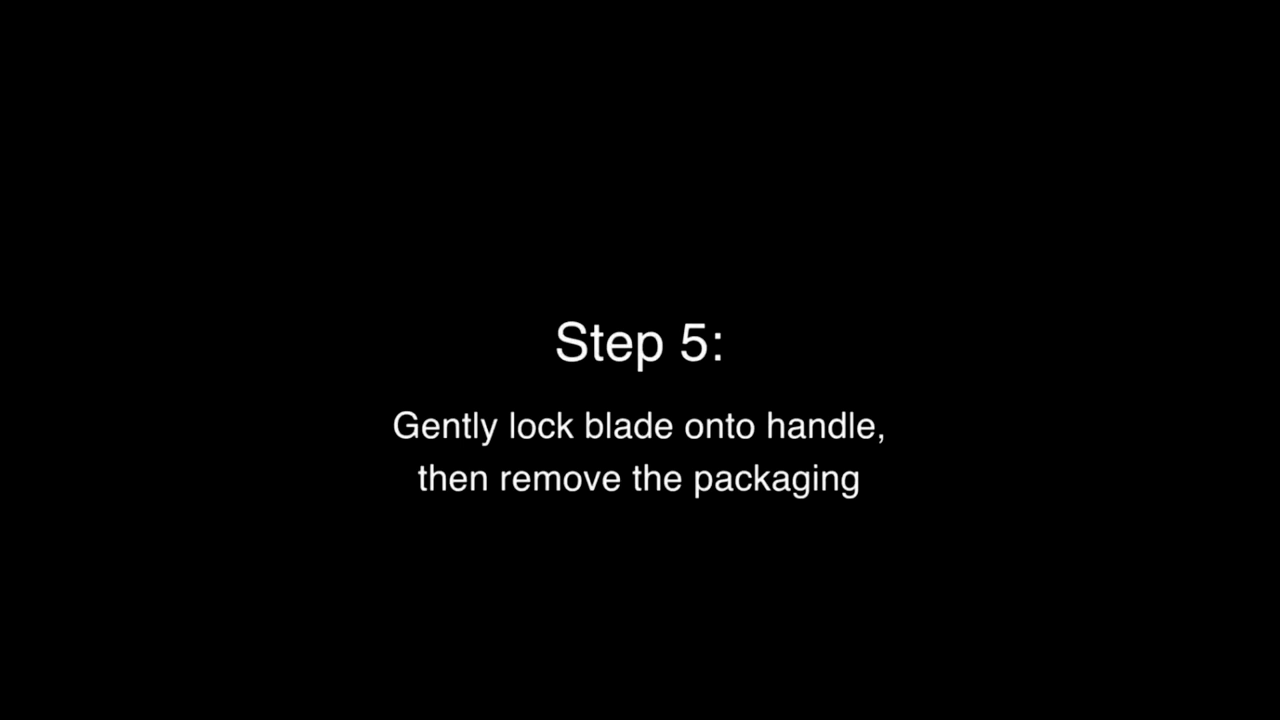 Step 5:
Gently lock blade onto handle,
then remove the packaging